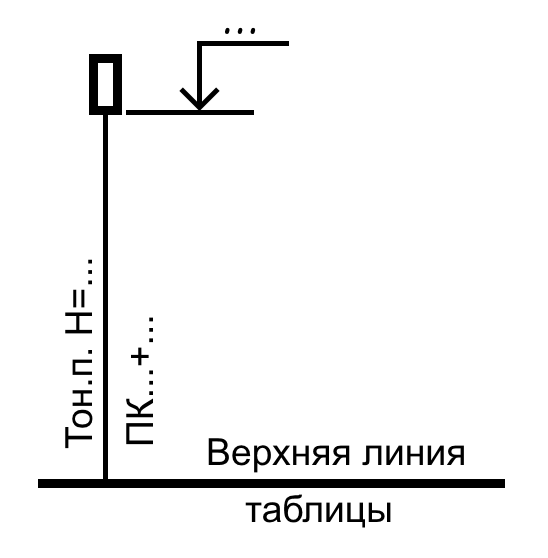 ...
Тон.п. Н=...
ПК...+...
Верхняя линия
таблицы